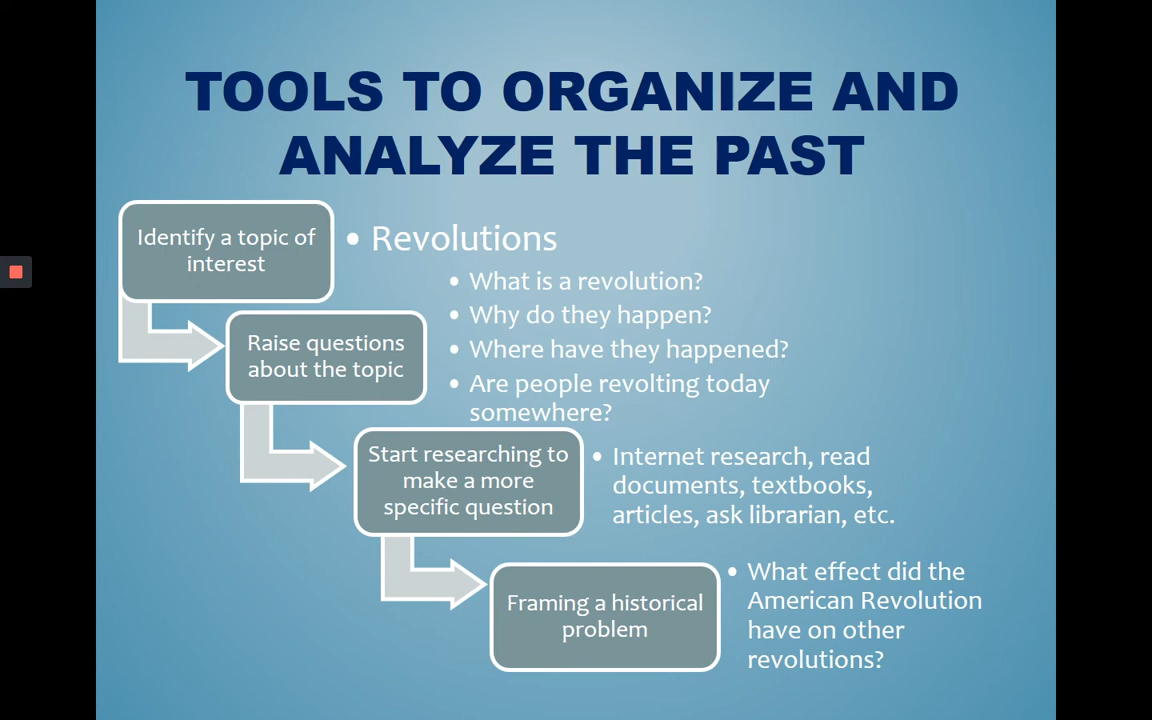 TOOLS TO ORGANIZE AND
ANALYZE THE PAST
Identify a topic of
interest
• Revolutions
• What is a revolution?
• Why do they happen?
• Where have they happened?
• Are people revolting today
somewhere?
Raise questions
about the topic
Start researching to
make a more
specific question
• Internet research, read
documents, textbooks,
articles, ask librarian, etc.
Framing a historical
problem
• What effect did the
American Revolution
have on other
revolutions?